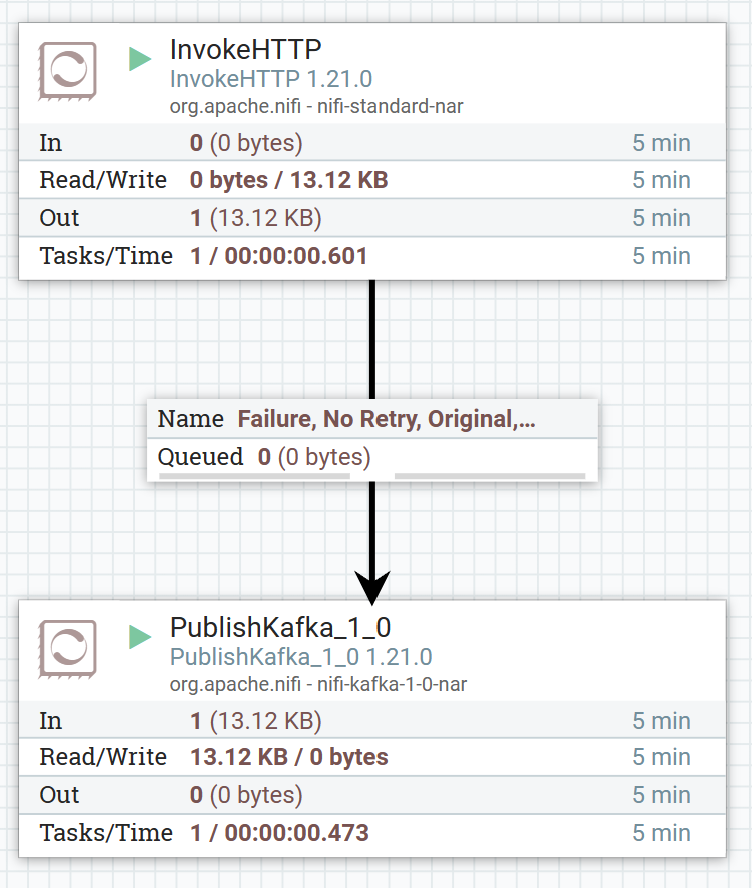 InvokeHTTP
InvokeHTTP 1.21.0
org.apache.nifi - nifi-standard-nar
In 0 (0 bytes) 5 min
Read/Write 0 bytes / 13.12 KB 5 min
Out 1 (13.12 KB) 5 min
Tasks/Time 1 / 00:00:00.601 5 min
Name Failure, No Retry, Original,...
Queued 0 (0 bytes)
PublishKafka_1_0
PublishKafka_1_0 1.21.0
org.apache.nifi - nifi-kafka-1-0-nar
In 1 (13.12 KB) 5 min
Read/Write 13.12 KB / 0 bytes 5 min
Out 0 (0 bytes) 5 min
Tasks/Time 1 / 00:00:00.473 5 min